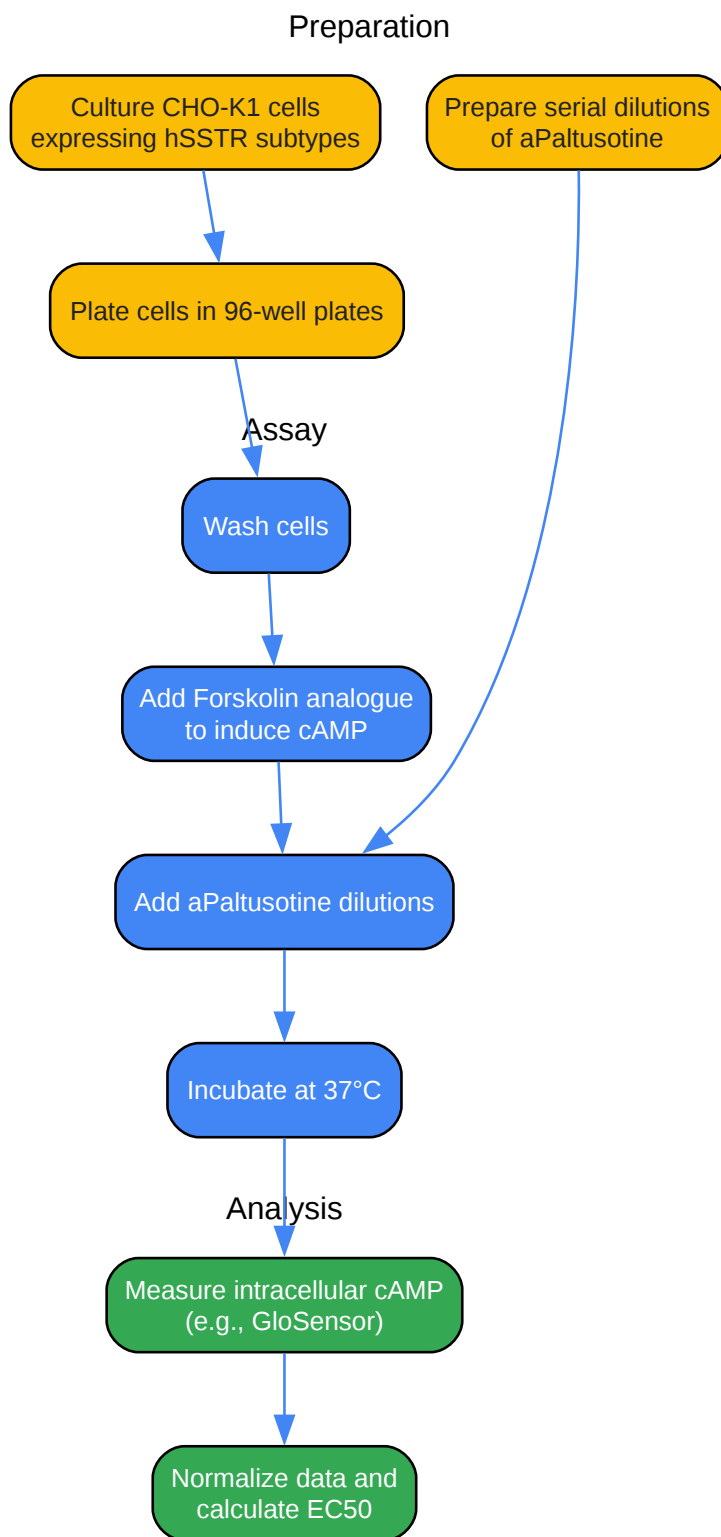 Preparation
Culture CHO-K1 cells
expressing hSSTR subtypes
Prepare serial dilutions
of aPaltusotine
Plate cells in 96-well plates
Assay
Wash cells
Add Forskolin analogue
to induce cAMP
Add aPaltusotine dilutions
Incubate at 37°C
Analysis
Measure intracellular cAMP
(e.g., GloSensor)
Normalize data and
calculate EC50